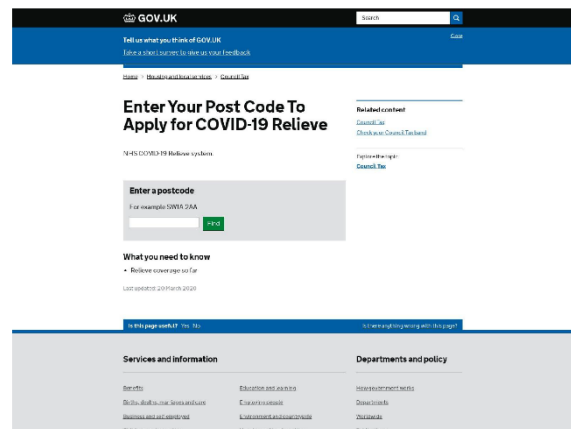 GOV.UK
Search
Tell us what you think of GOV.UK
Close
Take a short survey to give us your feedback
Home > Housing and local services > Council Tax
Enter Your Post Code To
Apply for COVID-19 Relieve
NHS COVID-19 Relieve system.
Related content
Council Tax
Check your Council Tax band
Explore the topic
Council Tax
Enter a postcode
For example SW1A 2AA
Find
What you need to know
• Relieve coverage so far
Last updated: 20 March 2020
Is this page useful? Yes No
Is there anything wrong with this page?
Services and information
Departments and policy
Benefits
Education and learning
How government works
Births, deaths, marriages and care
Employing people
Departments
Business and self-employed
Environment and countryside
Worldwide